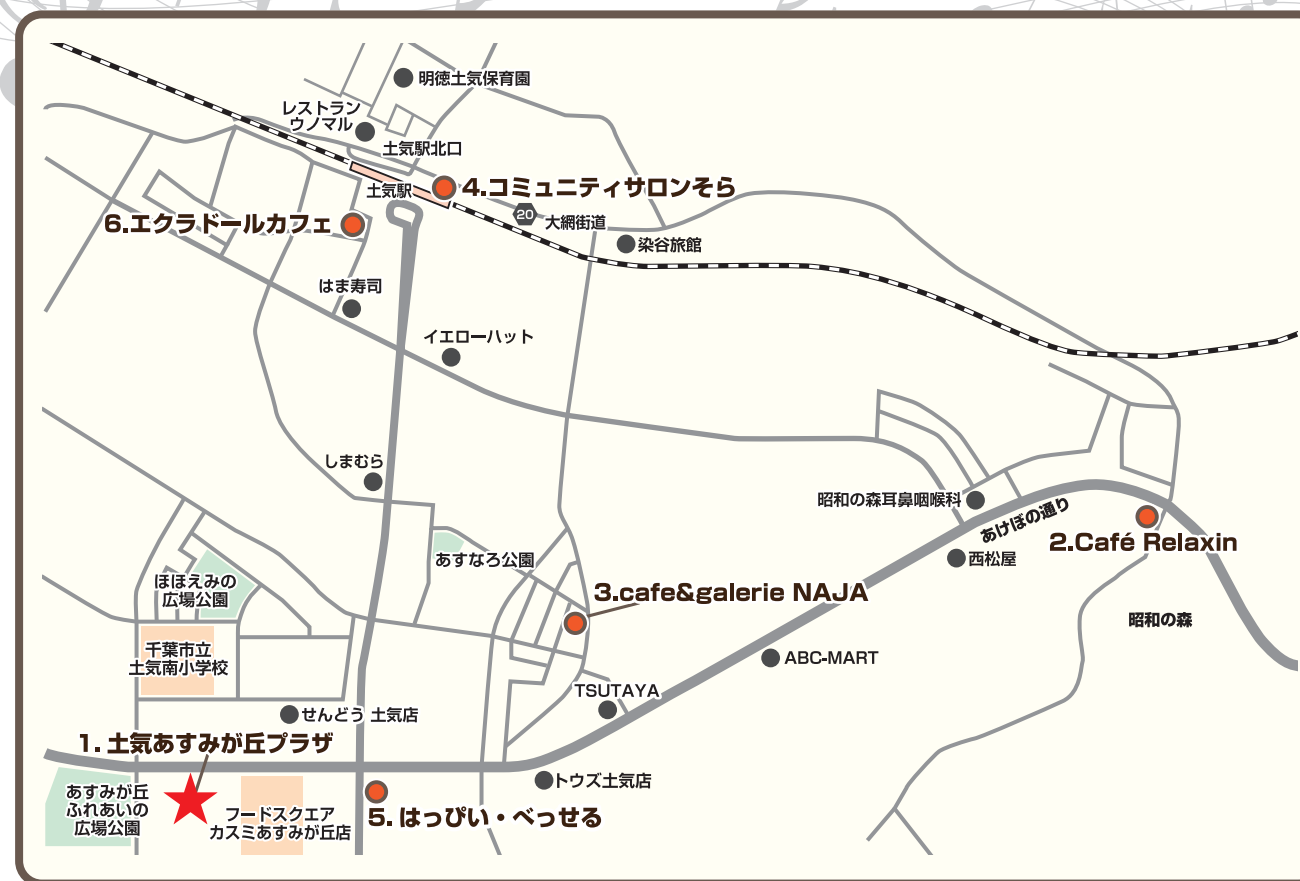 明徳土気保育園
レストラン
ウノマル
土気駅北口
土気駅
4.コミュニティサロンそら
20
大網街道
6.エクラドールカフェ
染谷旅館
はま寿司
イエローハット
しまむら
昭和の森耳鼻咽喉科
あけぼの通り
2.Café Relaxin
西松屋
あすなろ公園
ほほえみの
広場公園
3.cafe&galerie NAJA
昭和の森
千葉市立
土気南小学校
ABC-MART
TSUTAYA
せんどう 土気店
1. 土気あすみが丘プラザ
トウズ土気店
あすみが丘
ふれあいの
広場公園
フードスクエア
カスミあすみが丘店
5. はっぴい・べっせる